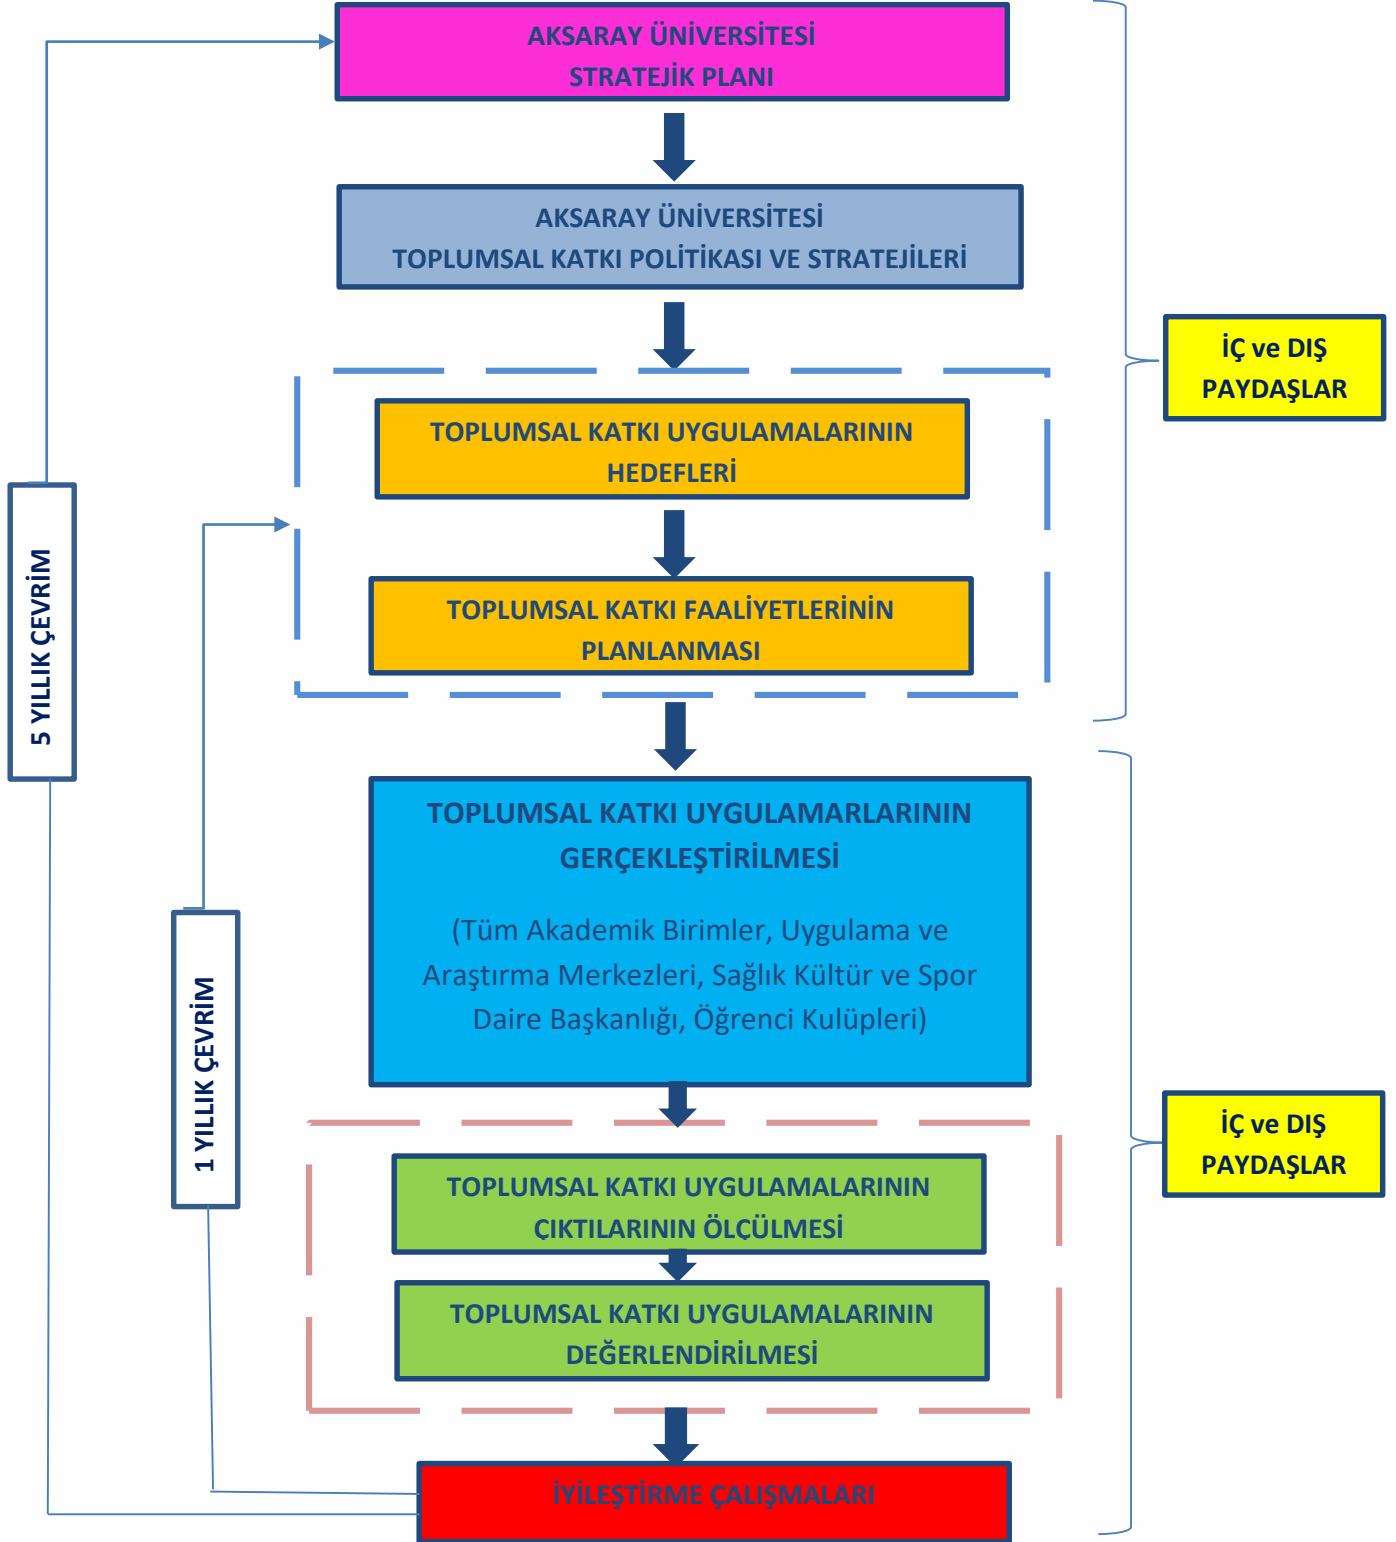 AKSARAY ÜNİVERSİTESİ
STRATEJİK PLANI
AKSARAY ÜNİVERSİTESİ
TOPLUMSAL KATKI POLİTİKASI VE STRATEJİLERİ
İÇ ve DIŞ
PAYDAŞLAR
TOPLUMSAL KATKI UYGULAMALARININ
HEDEFLERİ
TOPLUMSAL KATKI FAALİYETLERİNİN
PLANLANMASI
5 YILLIK ÇEVRİM
TOPLUMSAL KATKI UYGULAMARLARININ
GERÇEKLEŞTİRİLMESİ
(Tüm Akademik Birimler, Uygulama ve
Araştırma Merkezleri, Sağlık Kültür ve Spor
Daire Başkanlığı, Öğrenci Kulüpleri)
1 YILLIK ÇEVRİM
İÇ ve DIŞ
PAYDAŞLAR
TOPLUMSAL KATKI UYGULAMALARININ
ÇIKTILARININ ÖLÇÜLMESİ
TOPLUMSAL KATKI UYGULAMALARININ
DEĞERLENDİRİLMESİ
İYİLEŞTİRME ÇALIŞMALARI